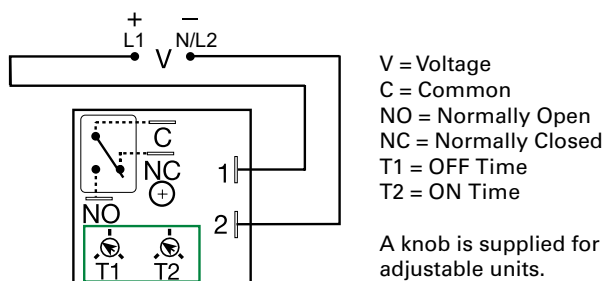 + −
L1 V N/L2
C
NC
1
NO
2
T1 T2
V = Voltage
C = Common
NO = Normally Open
NC = Normally Closed
T1 = OFF Time
T2 = ON Time
A knob is supplied for
adjustable units.